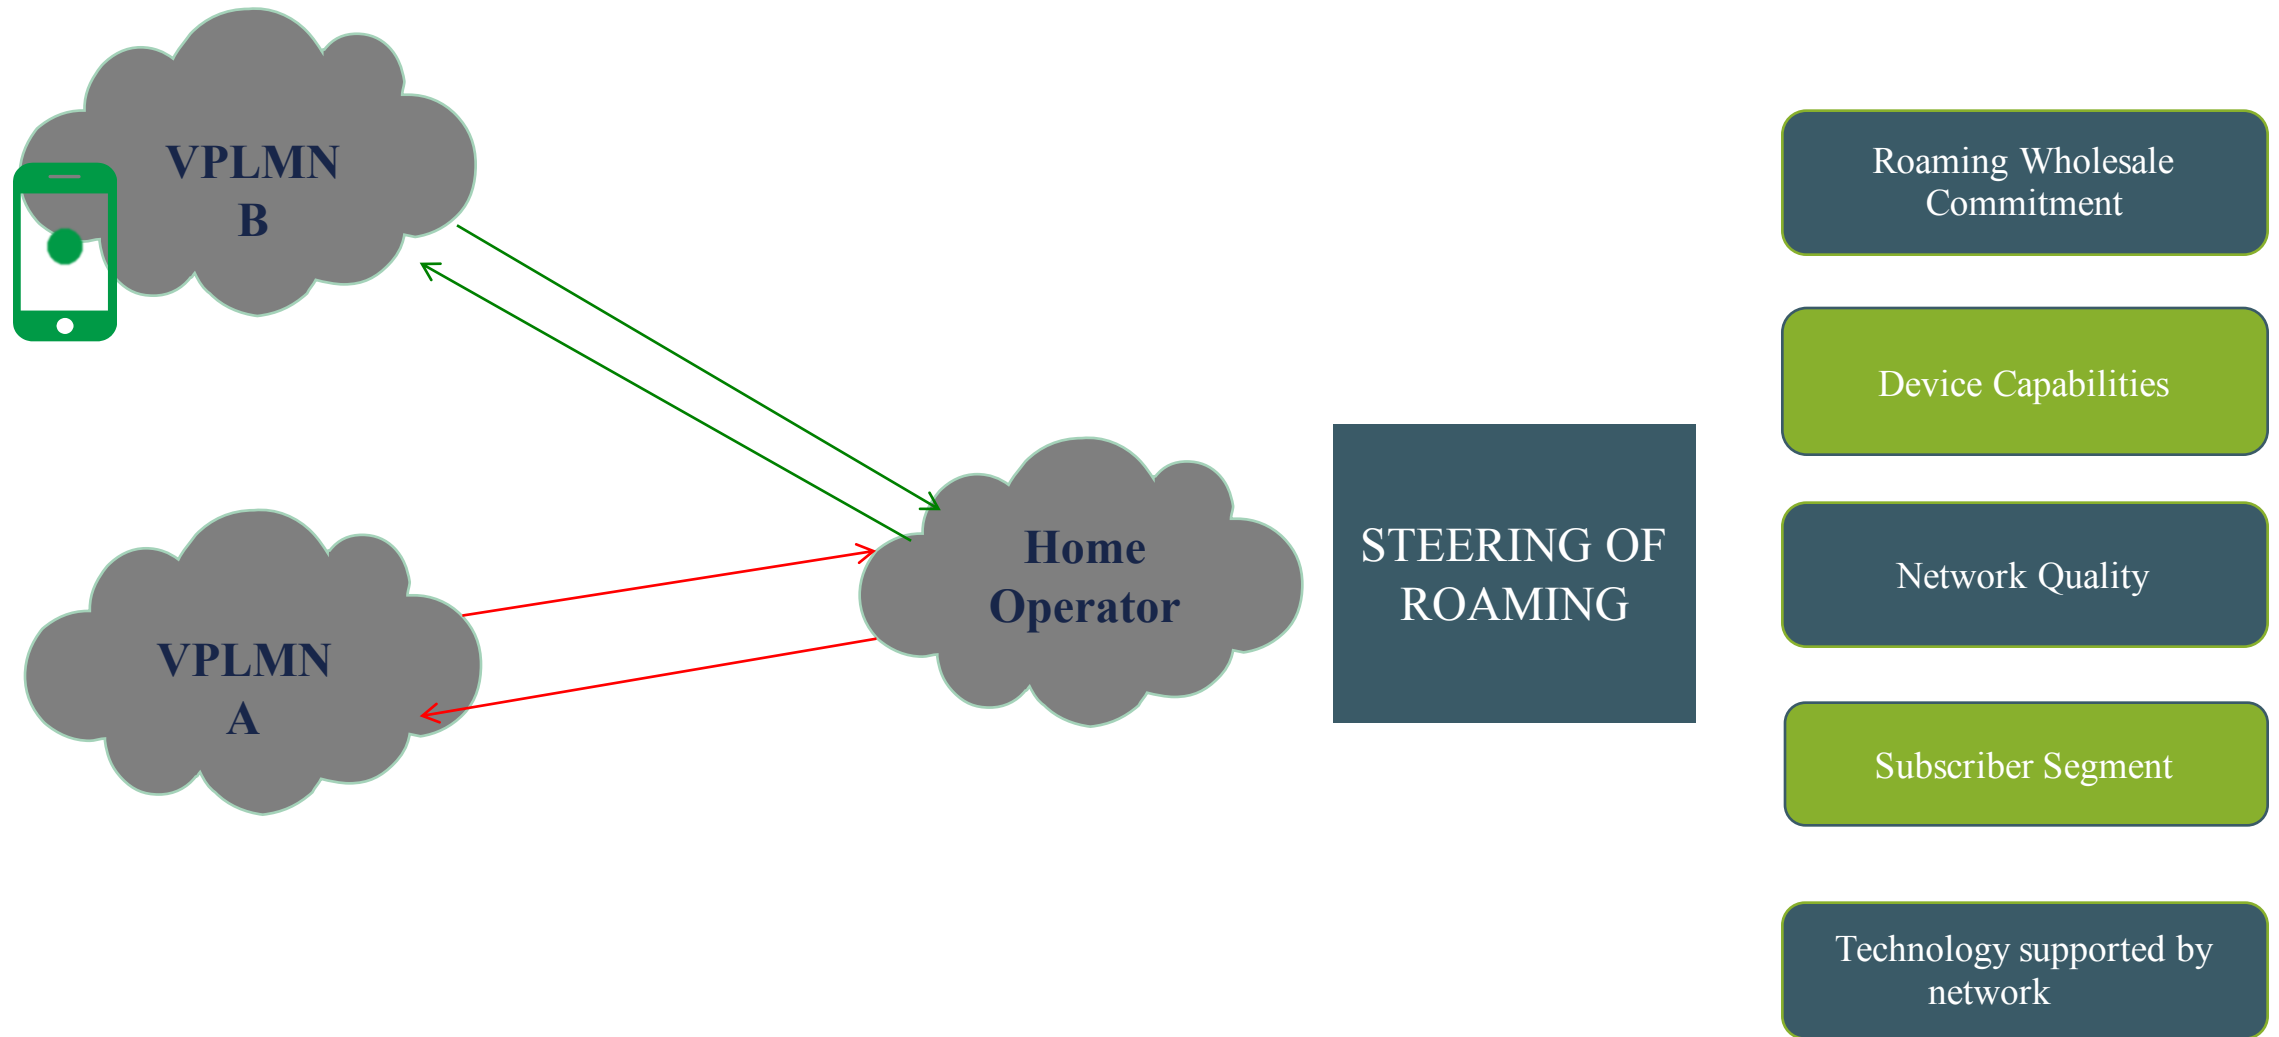 VPLMN
B
VPLMN
A
Home
Operator
STEERING OF
ROAMING
Roaming Wholesale
Commitment
Device Capabilities
Network Quality
Subscriber Segment
Technology supported by
network